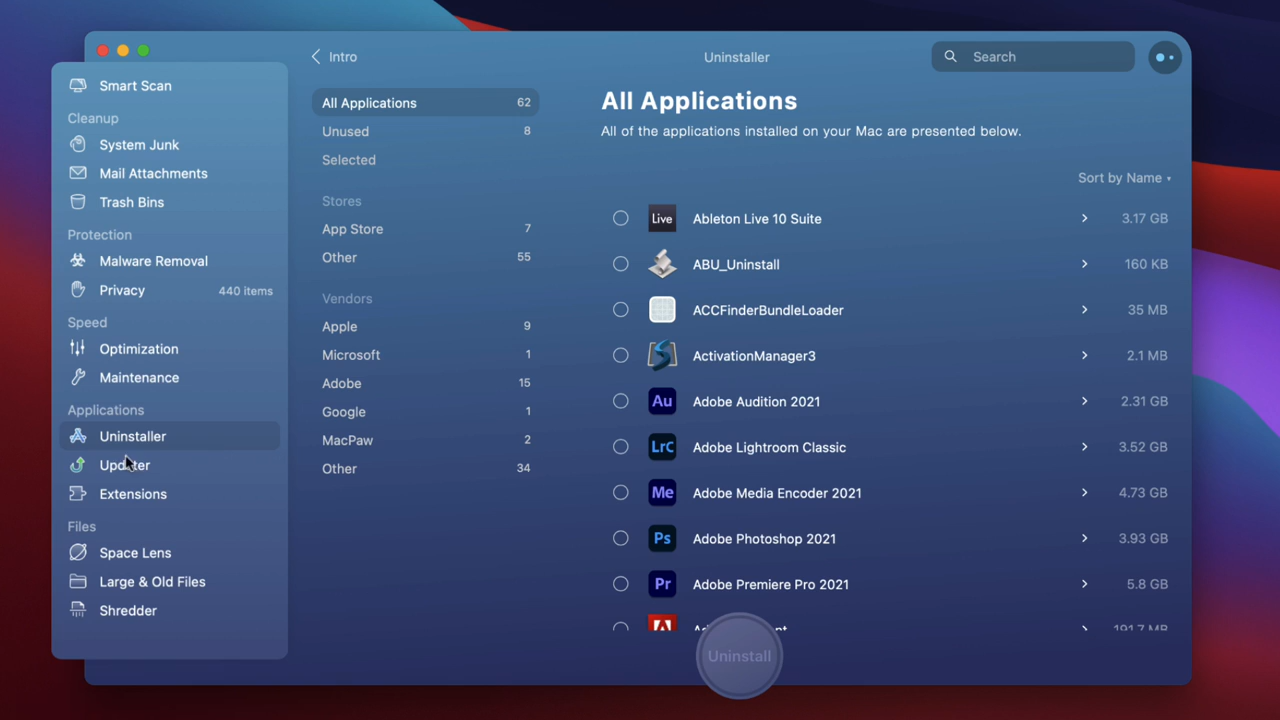 Intro
Uninstaller
Search
Smart Scan
Cleanup
System Junk
Mail Attachments
Trash Bins
Protection
Malware Removal
Privacy 440 items
Speed
Optimization
Maintenance
Applications
Uninstaller
Updater
Extensions
Files
Space Lens
Large & Old Files
Shredder
All Applications 62
Unused 8
Selected
Stores
App Store 7
Other 55
Vendors
Apple 9
Microsoft 1
Adobe 15
Google 1
MacPaw 2
Other 34
All Applications
All of the applications installed on your Mac are presented below.
Sort by Name
Live Ableton Live 10 Suite 3.17 GB
ABU_Uninstall 160 KB
ACCFinderBundleLoader 35 MB
ActivationManager3 2.1 MB
Au Adobe Audition 2021 2.31 GB
LrC Adobe Lightroom Classic 3.52 GB
Me Adobe Media Encoder 2021 4.73 GB
Ps Adobe Photoshop 2021 3.93 GB
Pr Adobe Premiere Pro 2021 5.8 GB
191.7 MB
Uninstall